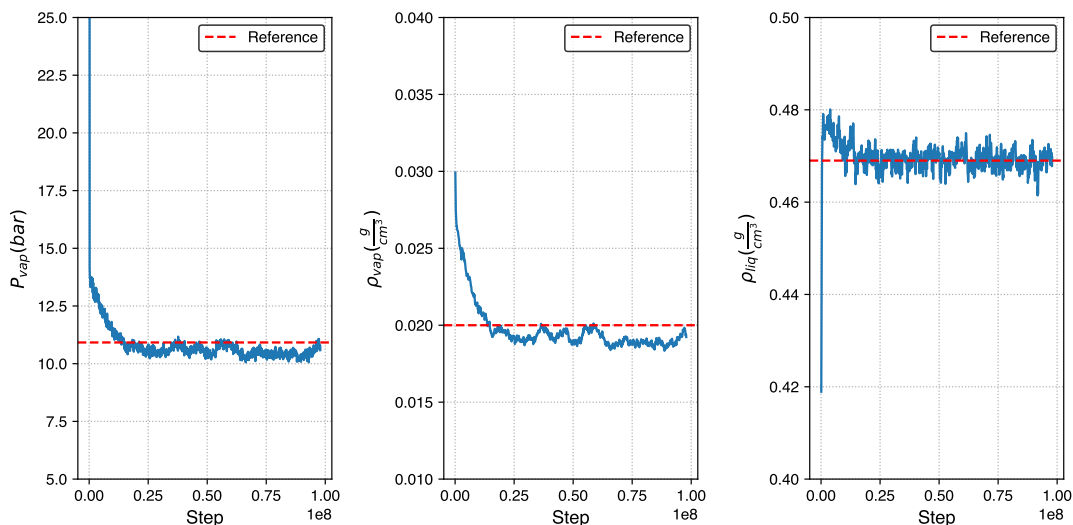 25.0
22.5
20.0
17.5
15.0
12.5
10.0
7.5
5.0
P_vap(bar)
0.00 0.25 0.50 0.75 1.00
1e8
Step
Reference
0.040
0.035
0.030
0.025
0.020
0.015
0.010
ρ_vap(g/cm³)
0.00 0.25 0.50 0.75 1.00
1e8
Step
Reference
0.50
0.48
0.46
0.44
0.42
0.40
ρ_liq(g/cm³)
0.00 0.25 0.50 0.75 1.00
1e8
Step
Reference